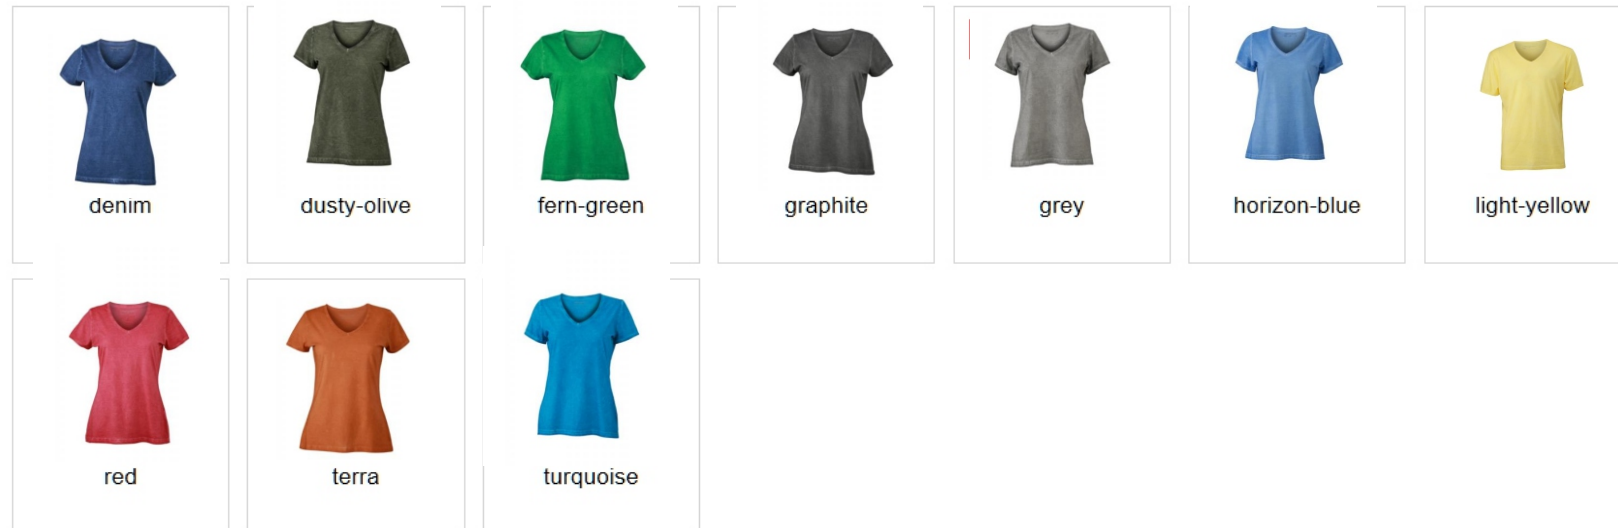 denim
dusty-olive
fern-green
graphite
grey
horizon-blue
light-yellow
red
terra
turquoise